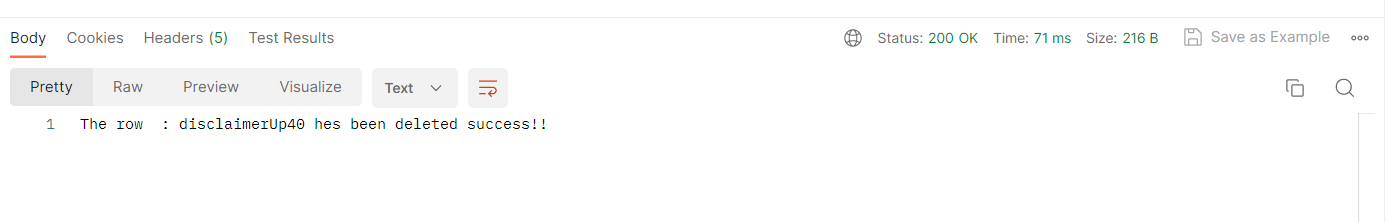 Body Cookies Headers (5) Test Results Status: 200 OK Time: 71 ms Size: 216 B Save as Example
Pretty Raw Preview Visualize Text
1 The row  : disclaimerUp40 hes been deleted success!!